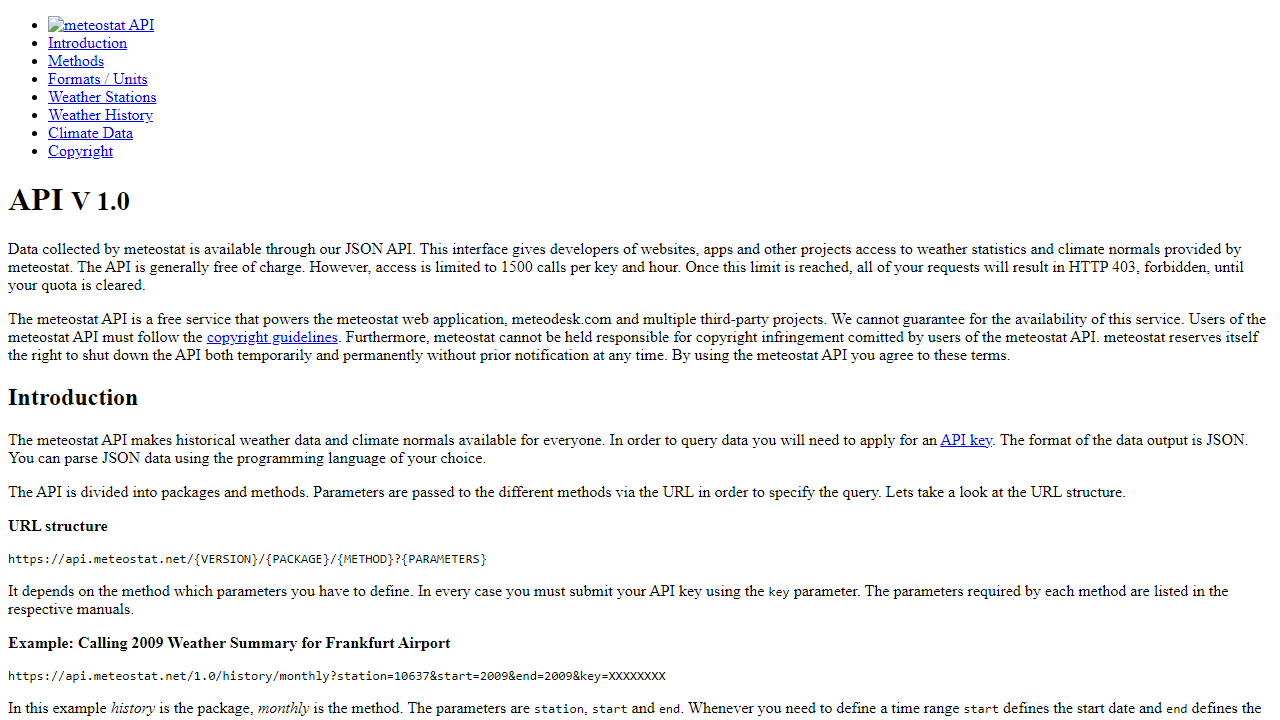 meteostat API
Introduction
Methods
Formats / Units
Weather Stations
Weather History
Climate Data
Copyright
API V 1.0
Data collected by meteostat is available through our JSON API. This interface gives developers of websites, apps and other projects access to weather statistics and climate normals provided by
meteostat. The API is generally free of charge. However, access is limited to 1500 calls per key and hour. Once this limit is reached, all of your requests will result in HTTP 403, forbidden, until
your quota is cleared.
The meteostat API is a free service that powers the meteostat web application, meteodesk.com and multiple third-party projects. We cannot guarantee for the availability of this service. Users of the
meteostat API must follow the copyright guidelines. Furthermore, meteostat cannot be held responsible for copyright infringement comitted by users of the meteostat API. meteostat reserves itself
the right to shut down the API both temporarily and permanently without prior notification at any time. By using the meteostat API you agree to these terms.
Introduction
The meteostat API makes historical weather data and climate normals available for everyone. In order to query data you will need to apply for an API key. The format of the data output is JSON.
You can parse JSON data using the programming language of your choice.
The API is divided into packages and methods. Parameters are passed to the different methods via the URL in order to specify the query. Lets take a look at the URL structure.
URL structure
https://api.meteostat.net/{VERSION}/{PACKAGE}/{METHOD}?{PARAMETERS}
It depends on the method which parameters you have to define. In every case you must submit your API key using the key parameter. The parameters required by each method are listed in the
respective manuals.
Example: Calling 2009 Weather Summary for Frankfurt Airport
https://api.meteostat.net/1.0/history/monthly?station=10637&start=2009&end=2009&key=XXXXXXXX
In this example history is the package, monthly is the method. The parameters are station, start and end. Whenever you need to define a time range start defines the start date and end defines the